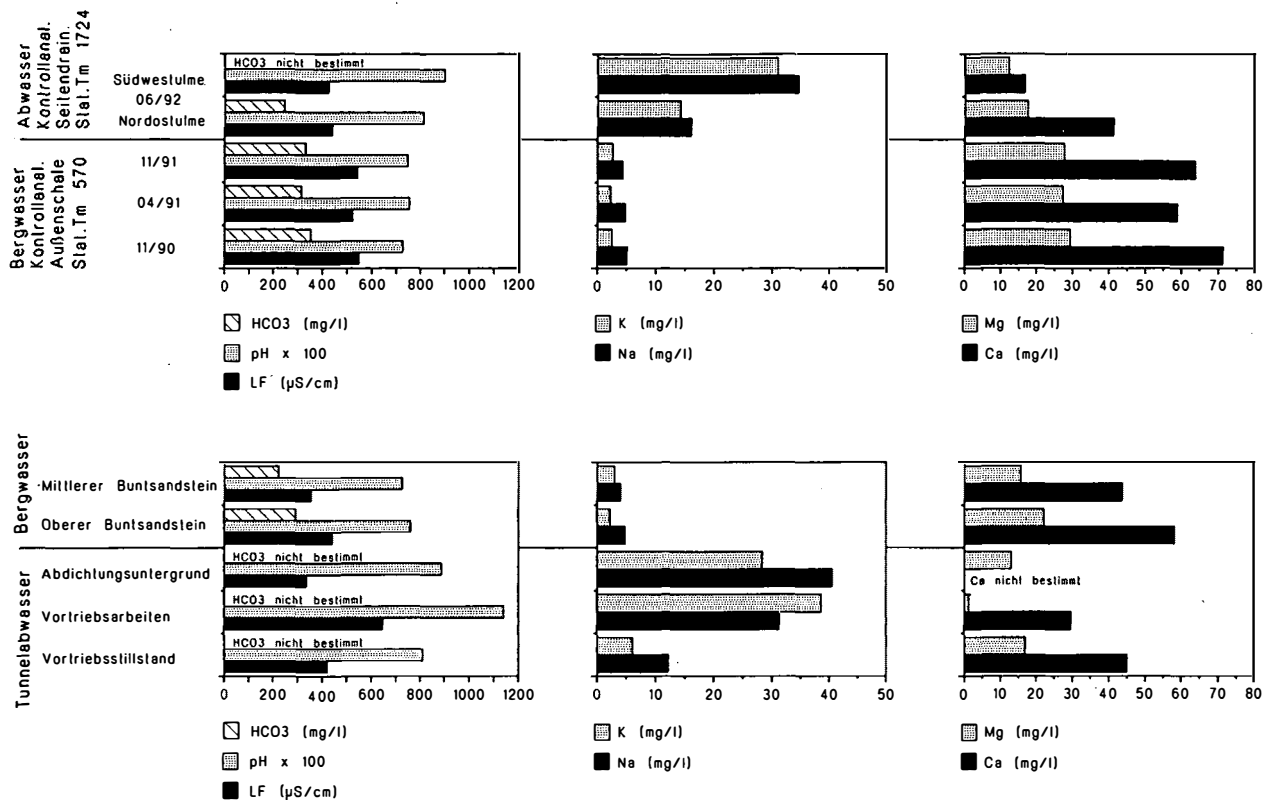 Abwasser
Kontrollanal.
Seitendrain.
Stat.Tm 1724
Südwestulme
06/92
Nordostulme
Bergwasser
Kontrollanal.
Außenschale
Stat.Tm 570
11/91
04/91
11/90
HCO3 nicht bestimmt
0 200 400 600 800 1000 1200
HCO3 (mg/l)
pH x 100
LF (µS/cm)
0 10 20 30 40 50
K (mg/l)
Na (mg/l)
0 10 20 30 40 50 60 70 80
Mg (mg/l)
Ca (mg/l)
Bergwasser
Mittlerer Buntsandstein
Oberer Buntsandstein
Tunnelabwasser
Abdichtungsuntergrund
Vortriebsarbeiten
Vortriebsstillstand
HCO3 nicht bestimmt
HCO3 nicht bestimmt
HCO3 nicht bestimmt
0 200 400 600 800 1000 1200
HCO3 (mg/l)
pH x 100
LF (µS/cm)
0 10 20 30 40 50
K (mg/l)
Na (mg/l)
Ca nicht bestimmt
0 10 20 30 40 50 60 70 80
Mg (mg/l)
Ca (mg/l)